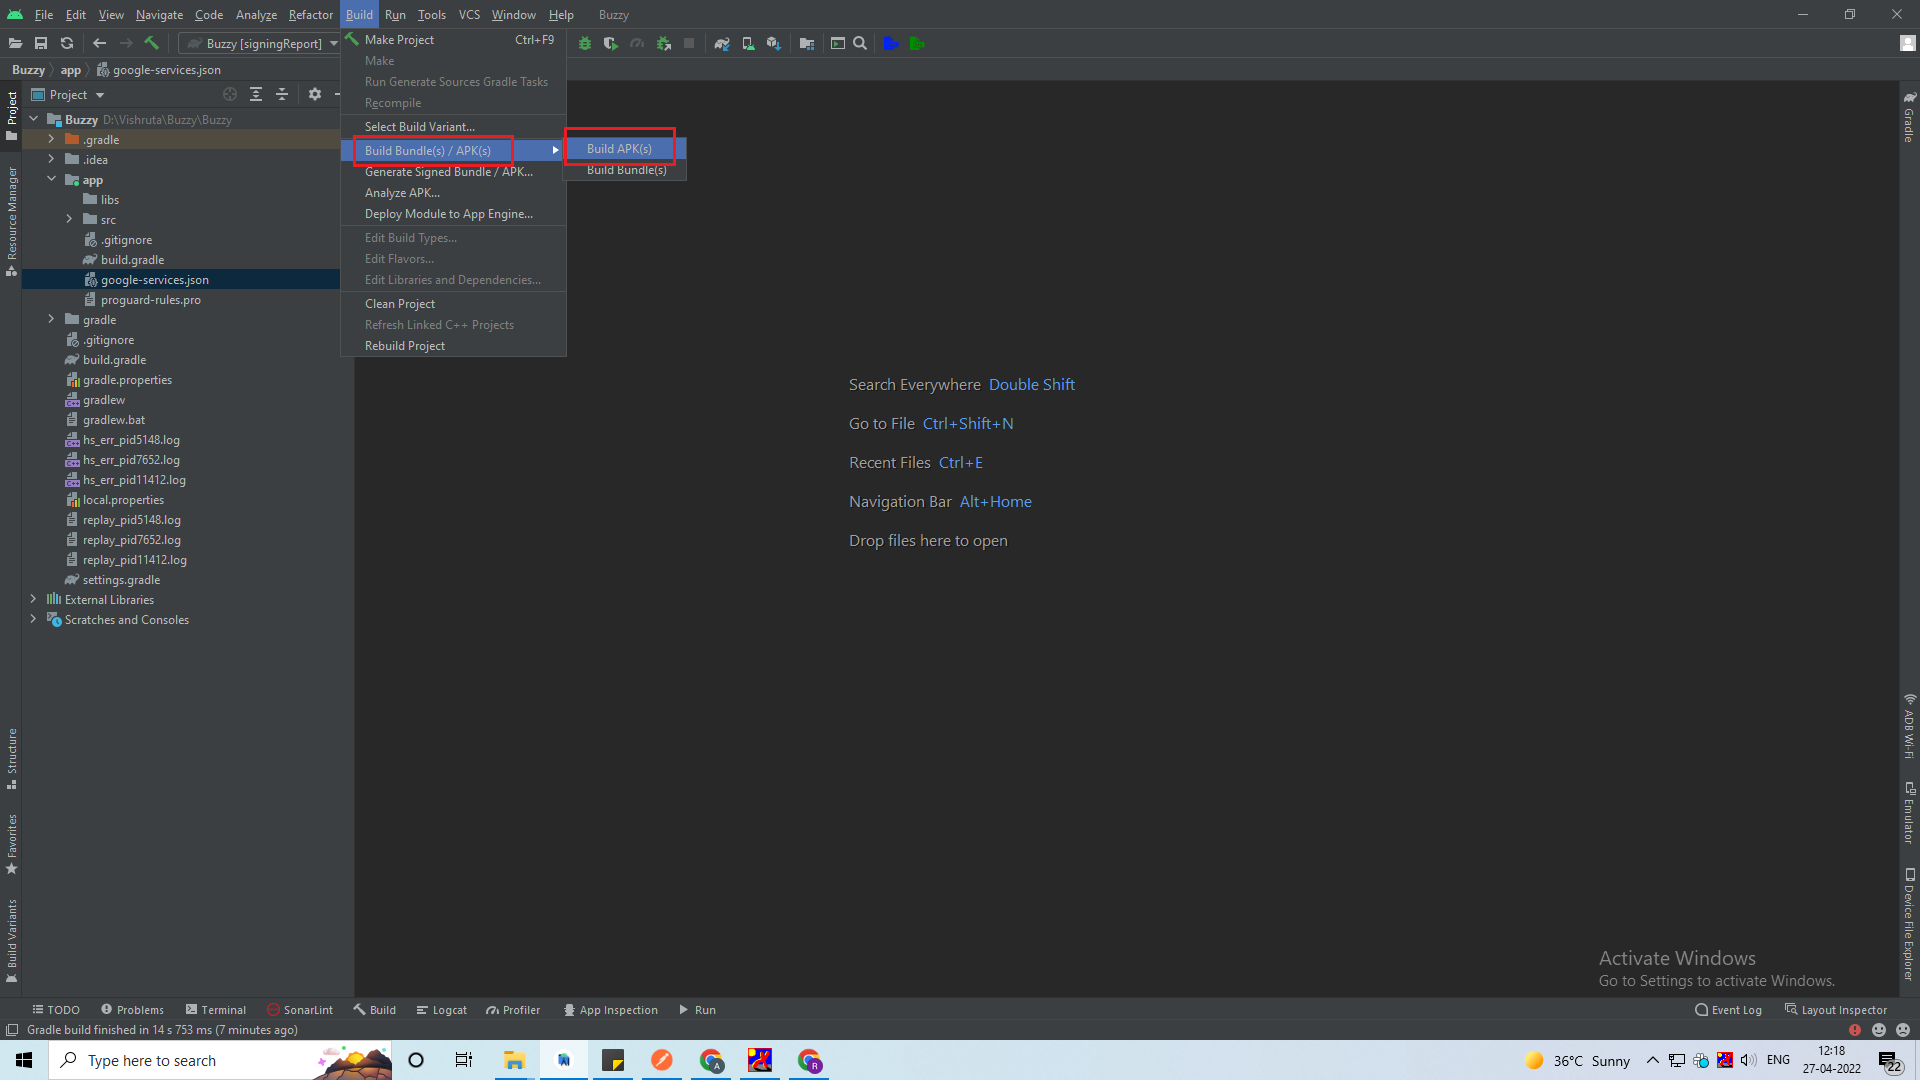 File Edit View Navigate Code Analyze Refactor Build Run Tools VCS Window Help Buzzy
Buzzy [signingReport]
Buzzy app google-services.json
Project
Buzzy D:\Vishruta\Buzzy\Buzzy
.gradle
.idea
app
libs
src
.gitignore
build.gradle
google-services.json
proguard-rules.pro
gradle
.gitignore
build.gradle
gradle.properties
gradlew
gradlew.bat
hs_err_pid5148.log
hs_err_pid7652.log
hs_err_pid11412.log
local.properties
replay_pid5148.log
replay_pid7652.log
replay_pid11412.log
settings.gradle
External Libraries
Scratches and Consoles
Make Project Ctrl+F9
Make
Run Generate Sources Gradle Tasks
Recompile
Select Build Variant...
Build Bundle(s) / APK(s)
Generate Signed Bundle / APK...
Analyze APK...
Deploy Module to App Engine...
Edit Build Types...
Edit Flavors...
Edit Libraries and Dependencies...
Clean Project
Refresh Linked C++ Projects
Rebuild Project
Build APK(s)
Build Bundle(s)
Search Everywhere Double Shift
Go to File Ctrl+Shift+N
Recent Files Ctrl+E
Navigation Bar Alt+Home
Drop files here to open
Project
Resource Manager
Structure
Favorites
Build Variants
Gradle
ADB Wi-Fi
Emulator
Device File Explorer
Activate Windows
Go to Settings to activate Windows.
TODO Problems Terminal SonarLint Build Logcat Profiler App Inspection Run Event Log Layout Inspector
Gradle build finished in 14 s 753 ms (7 minutes ago)
Type here to search
A
R
36°C Sunny
ENG
12:18
27-04-2022
22